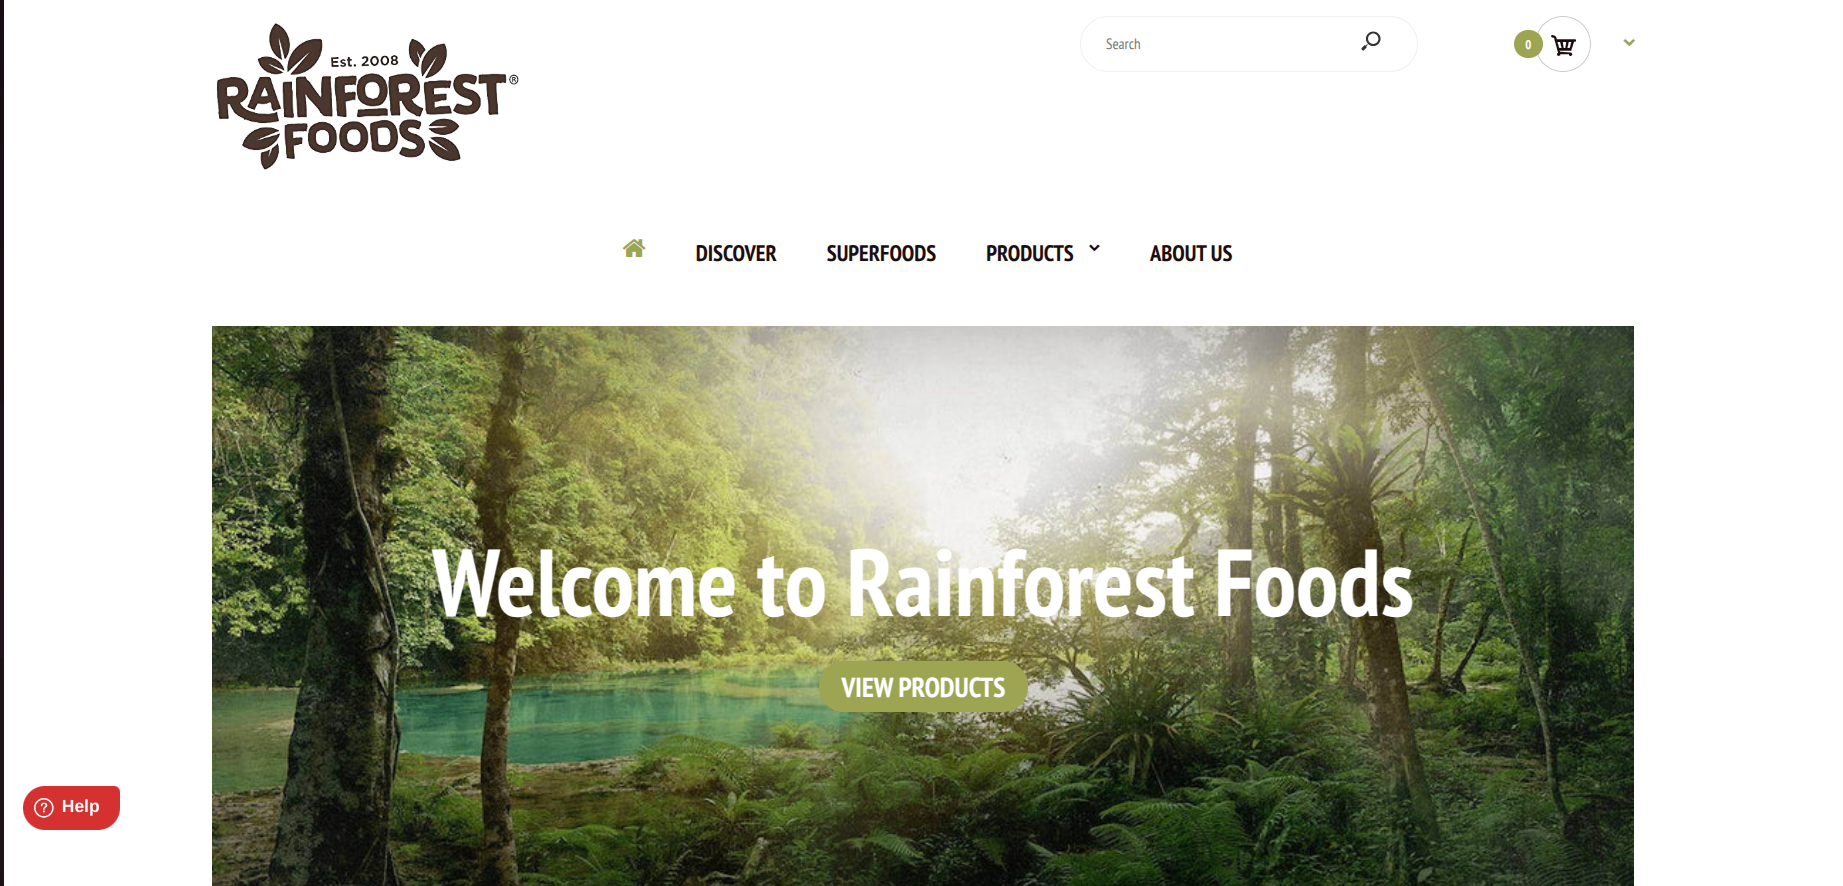 Est. 2008
RAINFOREST®
FOODS
Search
0
DISCOVER
SUPERFOODS
PRODUCTS
ABOUT US
Welcome to Rainforest Foods
VIEW PRODUCTS
Help